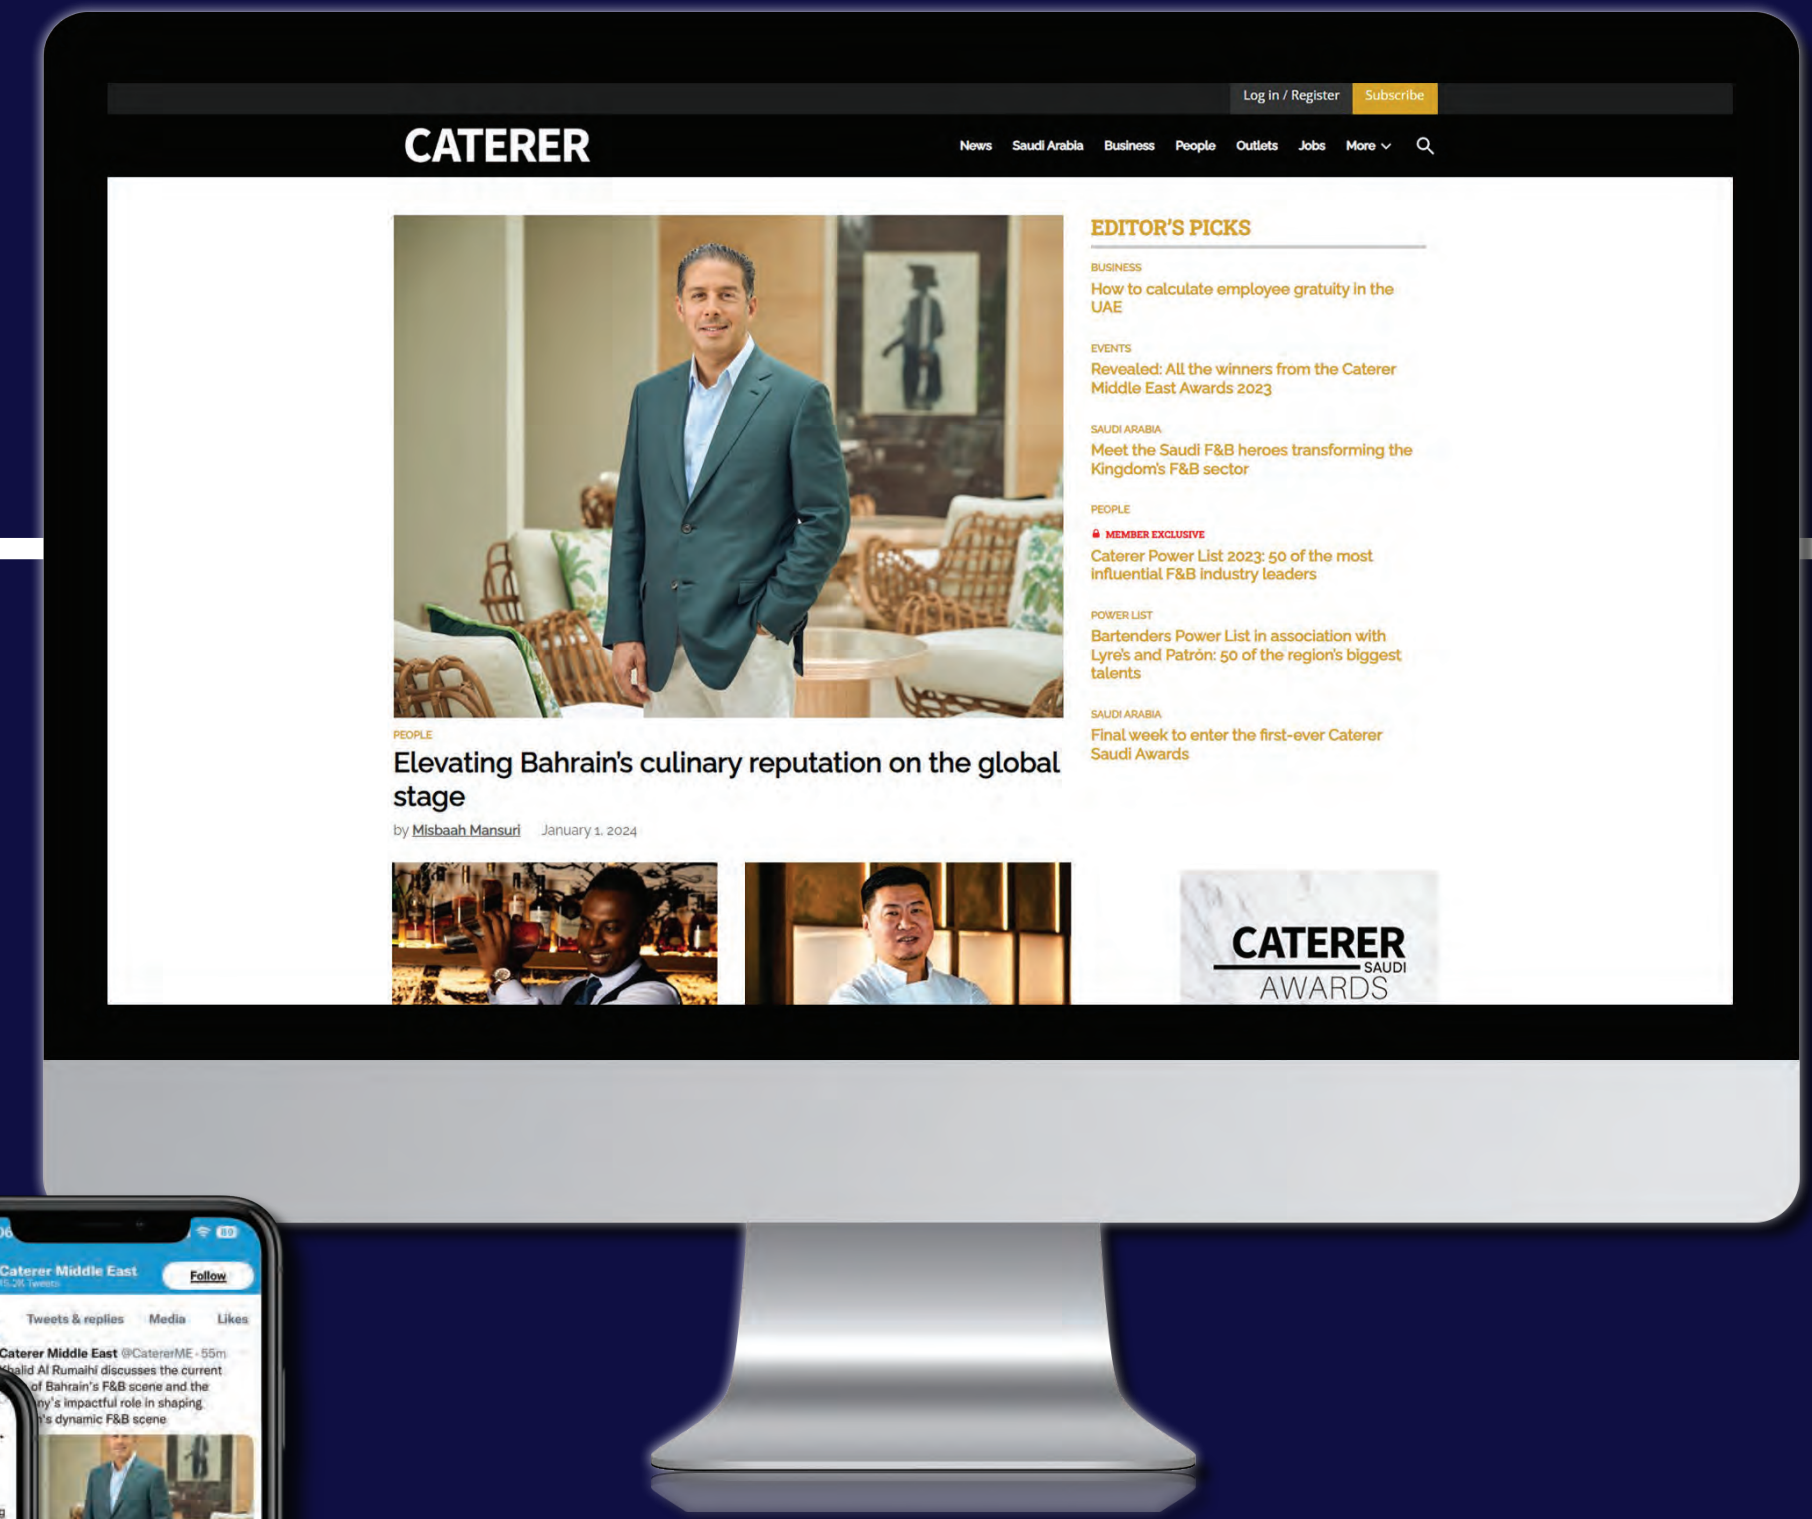 Log in / Register
Subscribe
CATERER
News
Saudi Arabia
Business
People
Outlets
Jobs
More
EDITOR'S PICKS
BUSINESS
How to calculate employee gratuity in the
UAE
EVENTS
Revealed: All the winners from the Caterer
Middle East Awards 2023
SAUDI ARABIA
Meet the Saudi F&B heroes transforming the
Kingdom's F&B sector
PEOPLE
MEMBER EXCLUSIVE
Caterer Power List 2023: 50 of the most
influential F&B industry leaders
POWER LIST
Bartenders Power List in association with
Lyre's and Patrón: 50 of the region's biggest
talents
SAUDI ARABIA
Final week to enter the first-ever Caterer
Saudi Awards
PEOPLE
Elevating Bahrain's culinary reputation on the global
stage
by Misbaah Mansuri January 1, 2024
CATERER
SAUDI
AWARDS
80
Caterer Middle East
Tweets
Follow
Tweets & replies
Media
Likes
Caterer Middle East @CatererME · 55m
Khalid Al Rumaihi discusses the current
of Bahrain's F&B scene and the
ny's impactful role in shaping
n's dynamic F&B scene